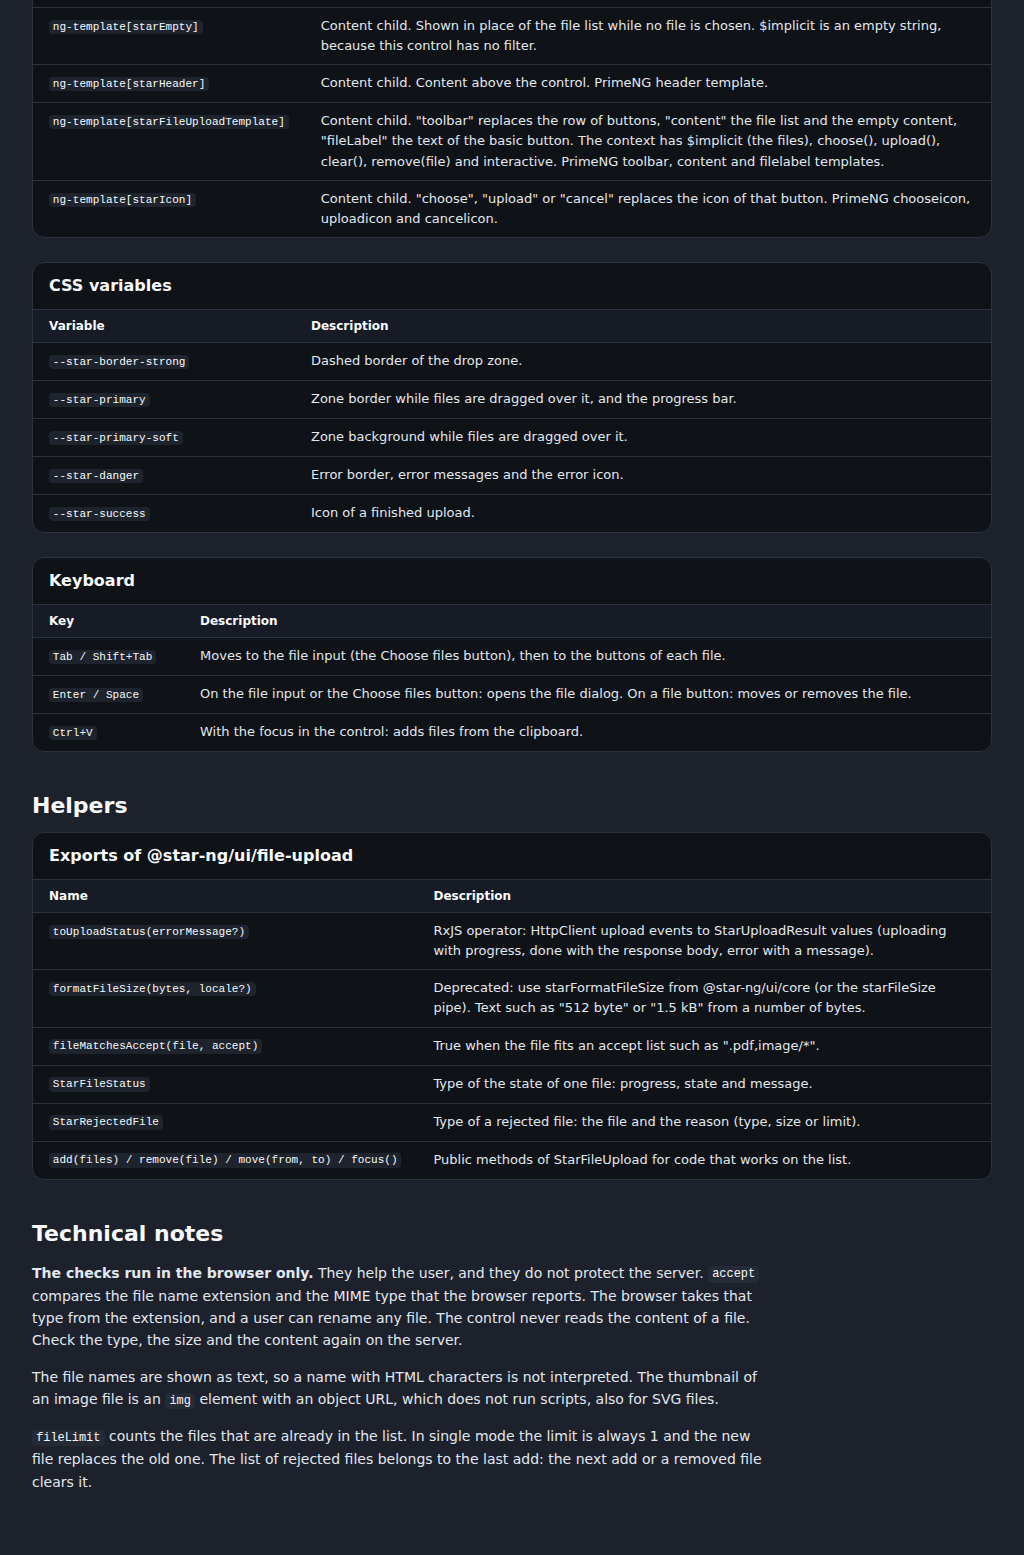 ng-template[starEmpty]
Content child. Shown in place of the file list while no file is chosen. $implicit is an empty string,
because this control has no filter.
ng-template[starHeader]
Content child. Content above the control. PrimeNG header template.
ng-template[starFileUploadTemplate]
Content child. "toolbar" replaces the row of buttons, "content" the file list and the empty content,
"fileLabel" the text of the basic button. The context has $implicit (the files), choose(), upload(),
clear(), remove(file) and interactive. PrimeNG toolbar, content and filelabel templates.
ng-template[starIcon]
Content child. "choose", "upload" or "cancel" replaces the icon of that button. PrimeNG chooseicon,
uploadicon and cancelicon.
CSS variables
Variable Description
--star-border-strong Dashed border of the drop zone.
--star-primary Zone border while files are dragged over it, and the progress bar.
--star-primary-soft Zone background while files are dragged over it.
--star-danger Error border, error messages and the error icon.
--star-success Icon of a finished upload.
Keyboard
Key Description
Tab / Shift+Tab Moves to the file input (the Choose files button), then to the buttons of each file.
Enter / Space On the file input or the Choose files button: opens the file dialog. On a file button: moves or removes the file.
Ctrl+V With the focus in the control: adds files from the clipboard.
Helpers
Exports of @star-ng/ui/file-upload
Name Description
toUploadStatus(errorMessage?) RxJS operator: HttpClient upload events to StarUploadResult values (uploading
with progress, done with the response body, error with a message).
formatFileSize(bytes, locale?) Deprecated: use starFormatFileSize from @star-ng/ui/core (or the starFileSize
pipe). Text such as "512 byte" or "1.5 kB" from a number of bytes.
fileMatchesAccept(file, accept) True when the file fits an accept list such as ".pdf,image/*".
StarFileStatus Type of the state of one file: progress, state and message.
StarRejectedFile Type of a rejected file: the file and the reason (type, size or limit).
add(files) / remove(file) / move(from, to) / focus() Public methods of StarFileUpload for code that works on the list.
Technical notes
The checks run in the browser only. They help the user, and they do not protect the server. accept
compares the file name extension and the MIME type that the browser reports. The browser takes that
type from the extension, and a user can rename any file. The control never reads the content of a file.
Check the type, the size and the content again on the server.
The file names are shown as text, so a name with HTML characters is not interpreted. The thumbnail of
an image file is an img element with an object URL, which does not run scripts, also for SVG files.
fileLimit counts the files that are already in the list. In single mode the limit is always 1 and the new
file replaces the old one. The list of rejected files belongs to the last add: the next add or a removed file
clears it.